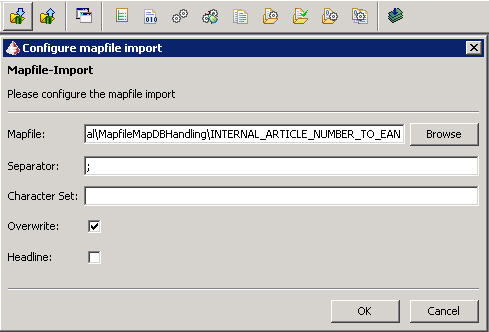 Configure mapfile import
Mapfile-Import
Please configure the mapfile import
Mapfile: al\MapfileMapDBHandling\INTERNAL_ARTICLE_NUMBER_TO_EAN Browse
Separator: ;
Character Set:
Overwrite:
Headline:
OK Cancel